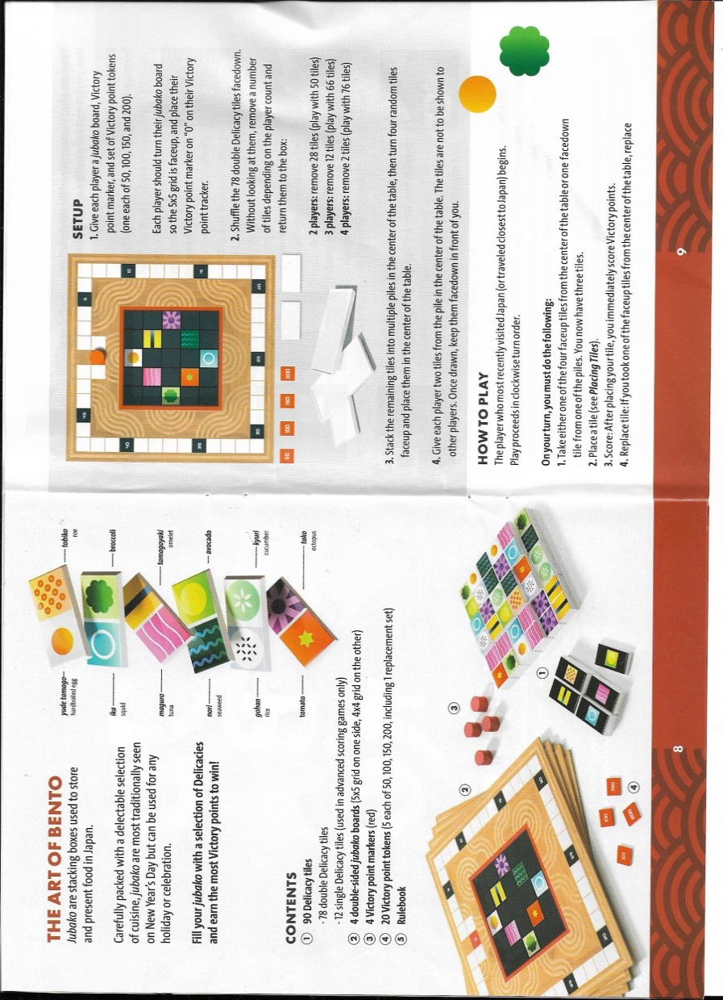 THE ART OF BENTO
Jubako are stacking boxes used to store
and present food in Japan.
Carefully packed with a delectable selection
of cuisine, jubako are most traditionally seen
on New Year's Day but can be used for any
holiday or celebration.
Fill your jubako with a selection of Delicacies
and earn the most Victory points to win!
yude tamago
hardboiled egg
tobiko
roe
ika
squid
broccoli
maguro
tuna
tamagoyaki
omelet
nori
seaweed
avocado
gohan
rice
kyuri
cucumber
tomato
tako
octopus
CONTENTS
1 90 Delicacy tiles
- 78 double Delicacy tiles
- 12 single Delicacy tiles (used in advanced scoring games only)
2 4 double-sided jubako boards (5x5 grid on one side, 4x4 grid on the other)
3 4 Victory point markers (red)
4 20 Victory point tokens (5 each of 50, 100, 150, 200, including 1 replacement set)
5 Rulebook
2
3
1
4
50
100
150
200
8
5
10
15
20
25
30
35
40
45
50
100
150
200
SETUP
1. Give each player a jubako board, Victory
point marker, and set of Victory point tokens
(one each of 50, 100, 150, and 200).
Each player should turn their jubako board
so the 5x5 grid is faceup, and place their
Victory point marker on "0" on their Victory
point tracker.
2. Shuffle the 78 double Delicacy tiles facedown.
Without looking at them, remove a number
of tiles depending on the player count and
return them to the box:
2 players: remove 28 tiles (play with 50 tiles)
3 players: remove 12 tiles (play with 66 tiles)
4 players: remove 2 tiles (play with 76 tiles)
3. Stack the remaining tiles into multiple piles in the center of the table, then turn four random tiles
faceup and place them in the center of the table.
4. Give each player two tiles from the pile in the center of the table. The tiles are not to be shown to
other players. Once drawn, keep them facedown in front of you.
HOW TO PLAY
The player who most recently visited Japan (or traveled closest to Japan) begins.
Play proceeds in clockwise turn order.
On your turn, you must do the following:
1. Take either one of the four faceup tiles from the center of the table or one facedown
tile from one of the piles. You now have three tiles.
2. Place a tile (see Placing Tiles).
3. Score: After placing your tile, you immediately score Victory points.
4. Replace tile: if you took one of the faceup tiles from the center of the table, replace
9